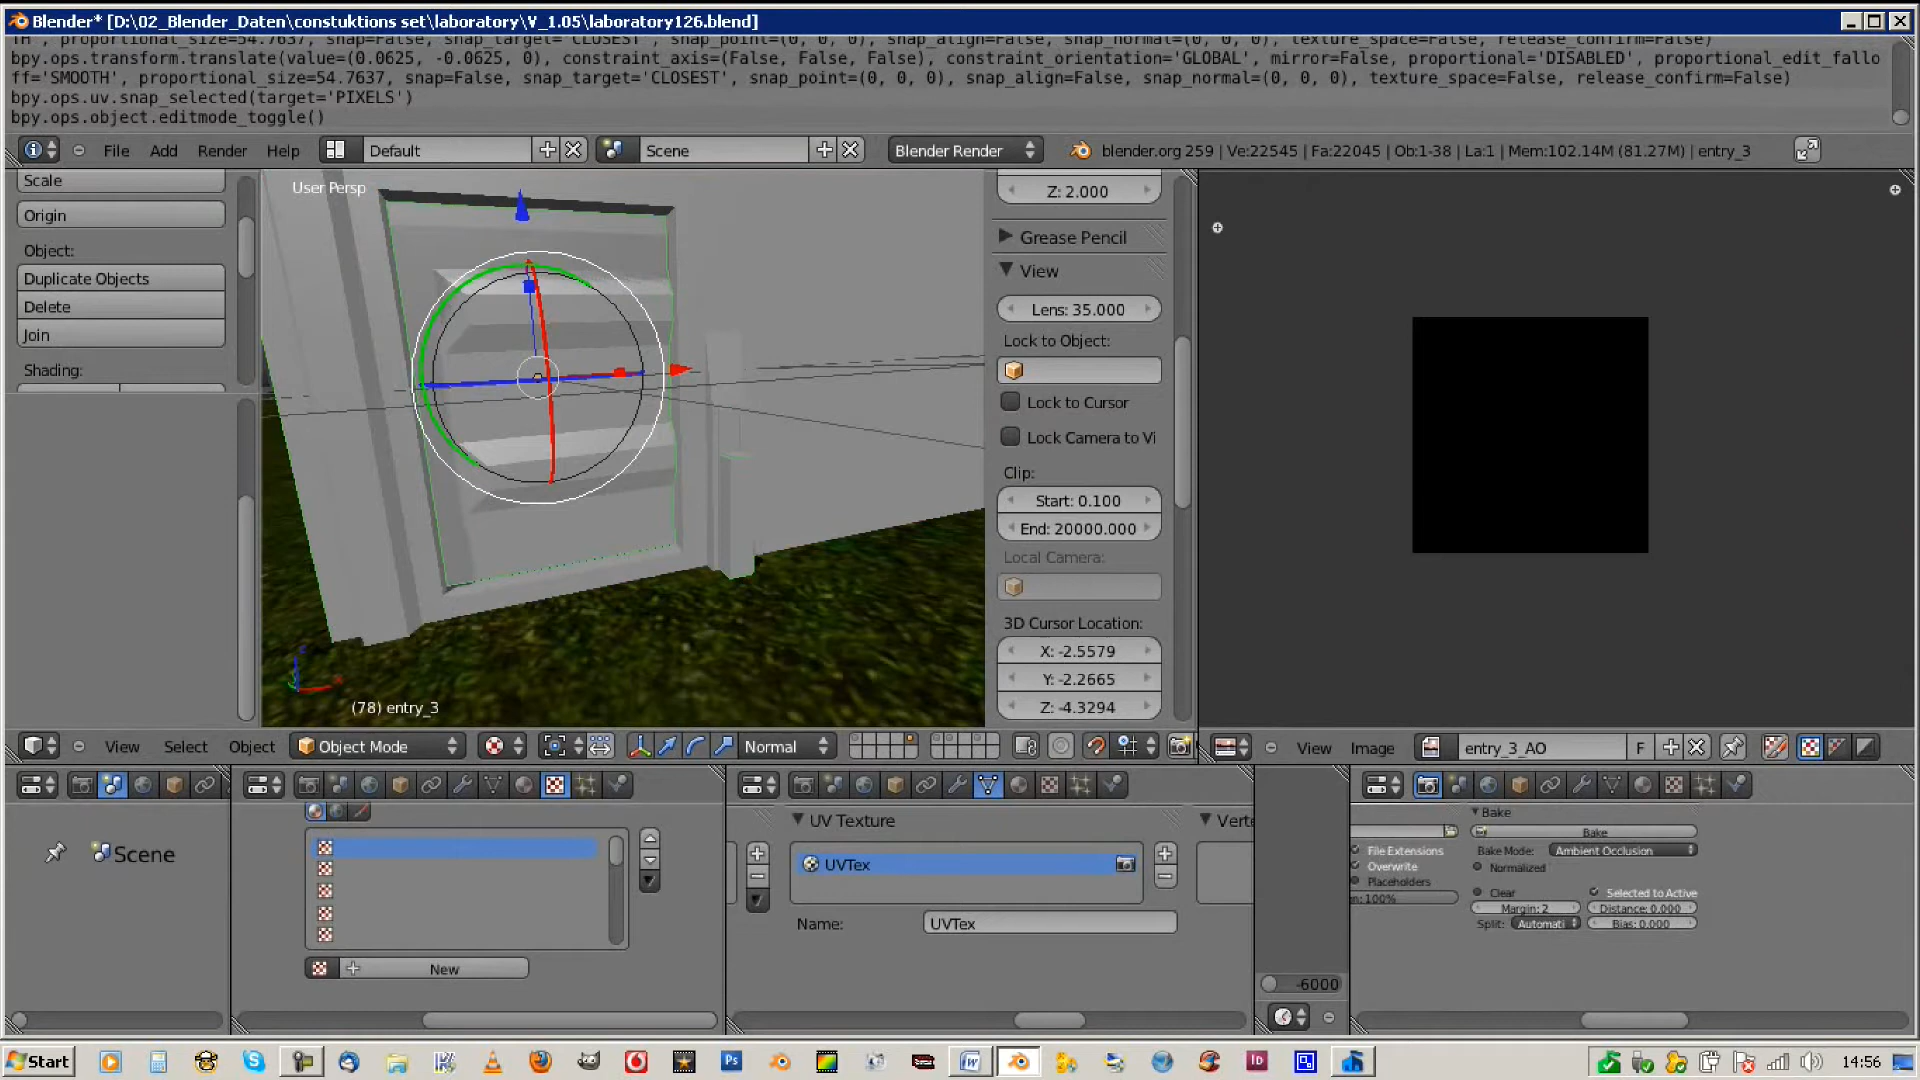 Blender* [D:\02_Blender_Daten\constuktions set\laboratory\V_1.05\laboratory126.blend]
TH', proportional_size=54.7637, snap=False, snap_target='CLOSEST', snap_point=(0, 0, 0), snap_align=False, snap_normal=(0, 0, 0), texture_space=False, release_confirm=False)
bpy.ops.transform.translate(value=(0.0625, -0.0625, 0), constraint_axis=(False, False, False), constraint_orientation='GLOBAL', mirror=False, proportional='DISABLED', proportional_edit_fallo
ff='SMOOTH', proportional_size=54.7637, snap=False, snap_target='CLOSEST', snap_point=(0, 0, 0), snap_align=False, snap_normal=(0, 0, 0), texture_space=False, release_confirm=False)
bpy.ops.uv.snap_selected(target='PIXELS')
bpy.ops.object.editmode_toggle()
File Add Render Help Default Scene Blender Render blender.org 259 | Ve:22545 | Fa:22045 | Ob:1-38 | La:1 | Mem:102.14M (81.27M) | entry_3
Scale
Origin
Object:
Duplicate Objects
Delete
Join
Shading:
User Persp
(78) entry_3
Z: 2.000
Grease Pencil
View
Lens: 35.000
Lock to Object:
Lock to Cursor
Lock Camera to Vi
Clip:
Start: 0.100
End: 20000.000
Local Camera:
3D Cursor Location:
X: -2.5579
Y: -2.2665
Z: -4.3294
View Select Object Object Mode Normal
View Image entry_3_AO F
Scene
New
UV Texture
UVTex
Name: UVTex
Verte
-6000
Bake
Bake
File Extensions
Bake Mode: Ambient Occlusion
Overwrite
Normalized
Placeholders
n: 100%
Clear
Selected to Active
Margin: 2
Distance: 0.000
Split: Automati
Bias: 0.000
Start
Ps
W
Id
14:56